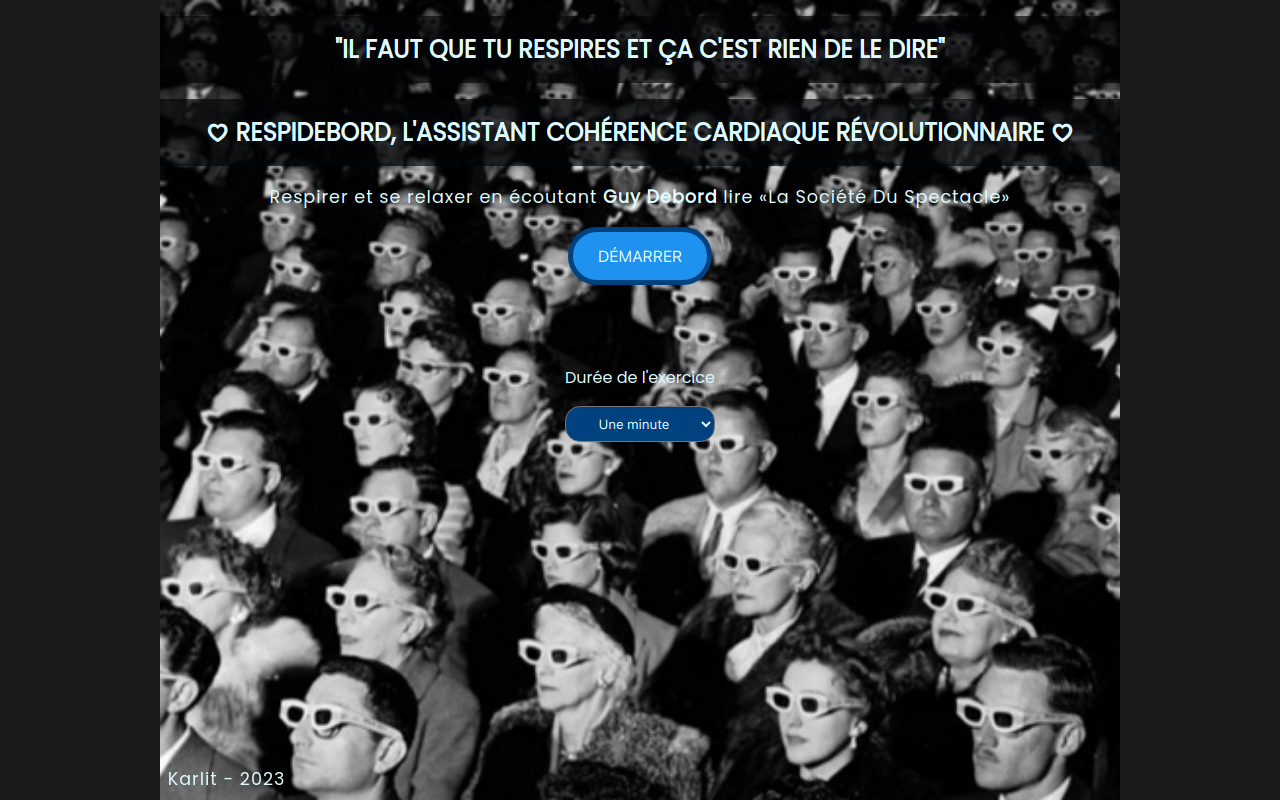 "IL FAUT QUE TU RESPIRES ET ÇA C'EST RIEN DE LE DIRE"
♡ RESPIDEBORD, L'ASSISTANT COHÉRENCE CARDIAQUE RÉVOLUTIONNAIRE ♡
Respirer et se relaxer en écoutant Guy Debord lire «La Société Du Spectacle»
DÉMARRER
Durée de l'exercice
Une minute
Karlit - 2023